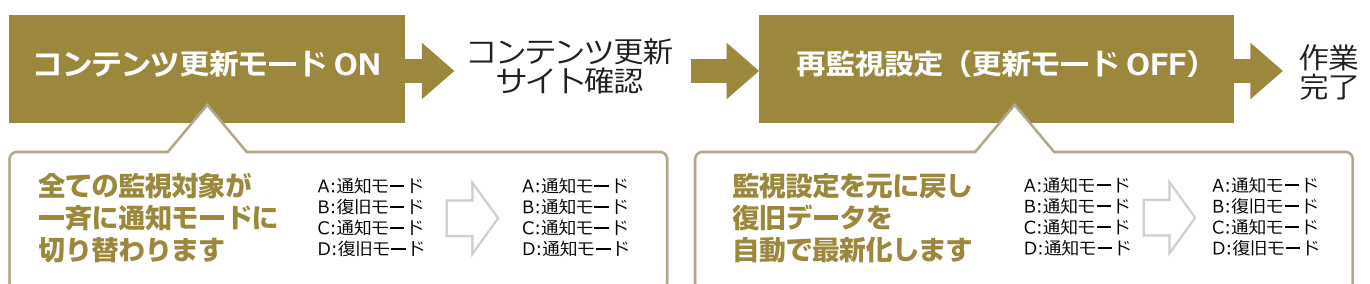 コンテンツ更新モード ON
コンテンツ更新
サイト確認
再監視設定（更新モード OFF）
作業
完了
全ての監視対象が
一斉に通知モードに
切り替わります
A:通知モード
B:復旧モード
C:通知モード
D:復旧モード
A:通知モード
B:通知モード
C:通知モード
D:通知モード
監視設定を元に戻し
復旧データを
自動で最新化します
A:通知モード
B:通知モード
C:通知モード
D:通知モード
A:通知モード
B:復旧モード
C:通知モード
D:復旧モード